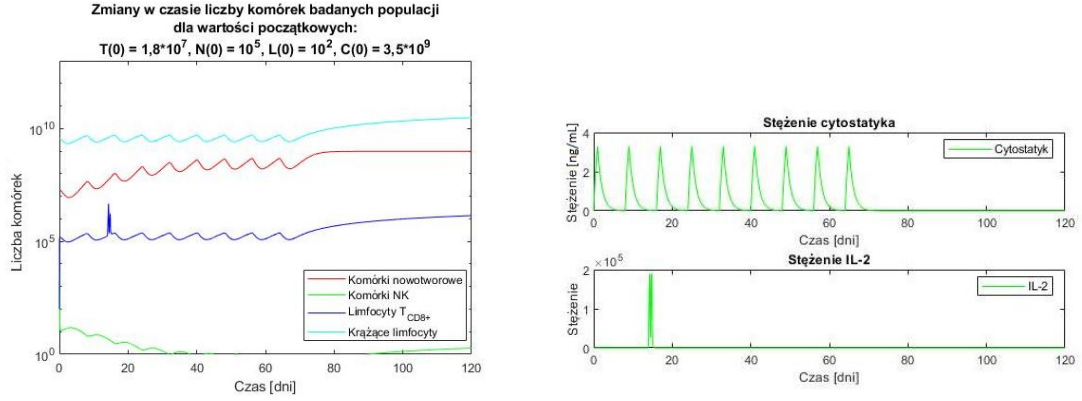 Zmiany w czasie liczby komórek badanych populacji
dla wartości początkowych:
T(0) = 1,8*10^7, N(0) = 10^5, L(0) = 10^2, C(0) = 3,5*10^9
Liczba komórek
10^10
10^5
10^0
Komórki nowotworowe
Komórki NK
Limfocyty T_CD8+
Krążące limfocyty
0 20 40 60 80 100 120
Czas [dni]
Stężenie cytostatyka
Stężenie [ng/mL]
4
2
0
Cytostatyk
0 20 40 60 80 100 120
Czas [dni]
Stężenie IL-2
Stężenie
×10^5
2
1
0
IL-2
0 20 40 60 80 100 120
Czas [dni]